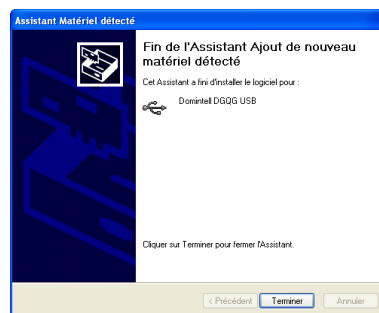 Assistant Matériel détecté
Fin de l'Assistant Ajout de nouveau
matériel détecté
Cet Assistant a fini d'installer le logiciel pour :
Domintell DGQG USB
Cliquer sur Terminer pour fermer l'Assistant.
< Précédent
Terminer
Annuler